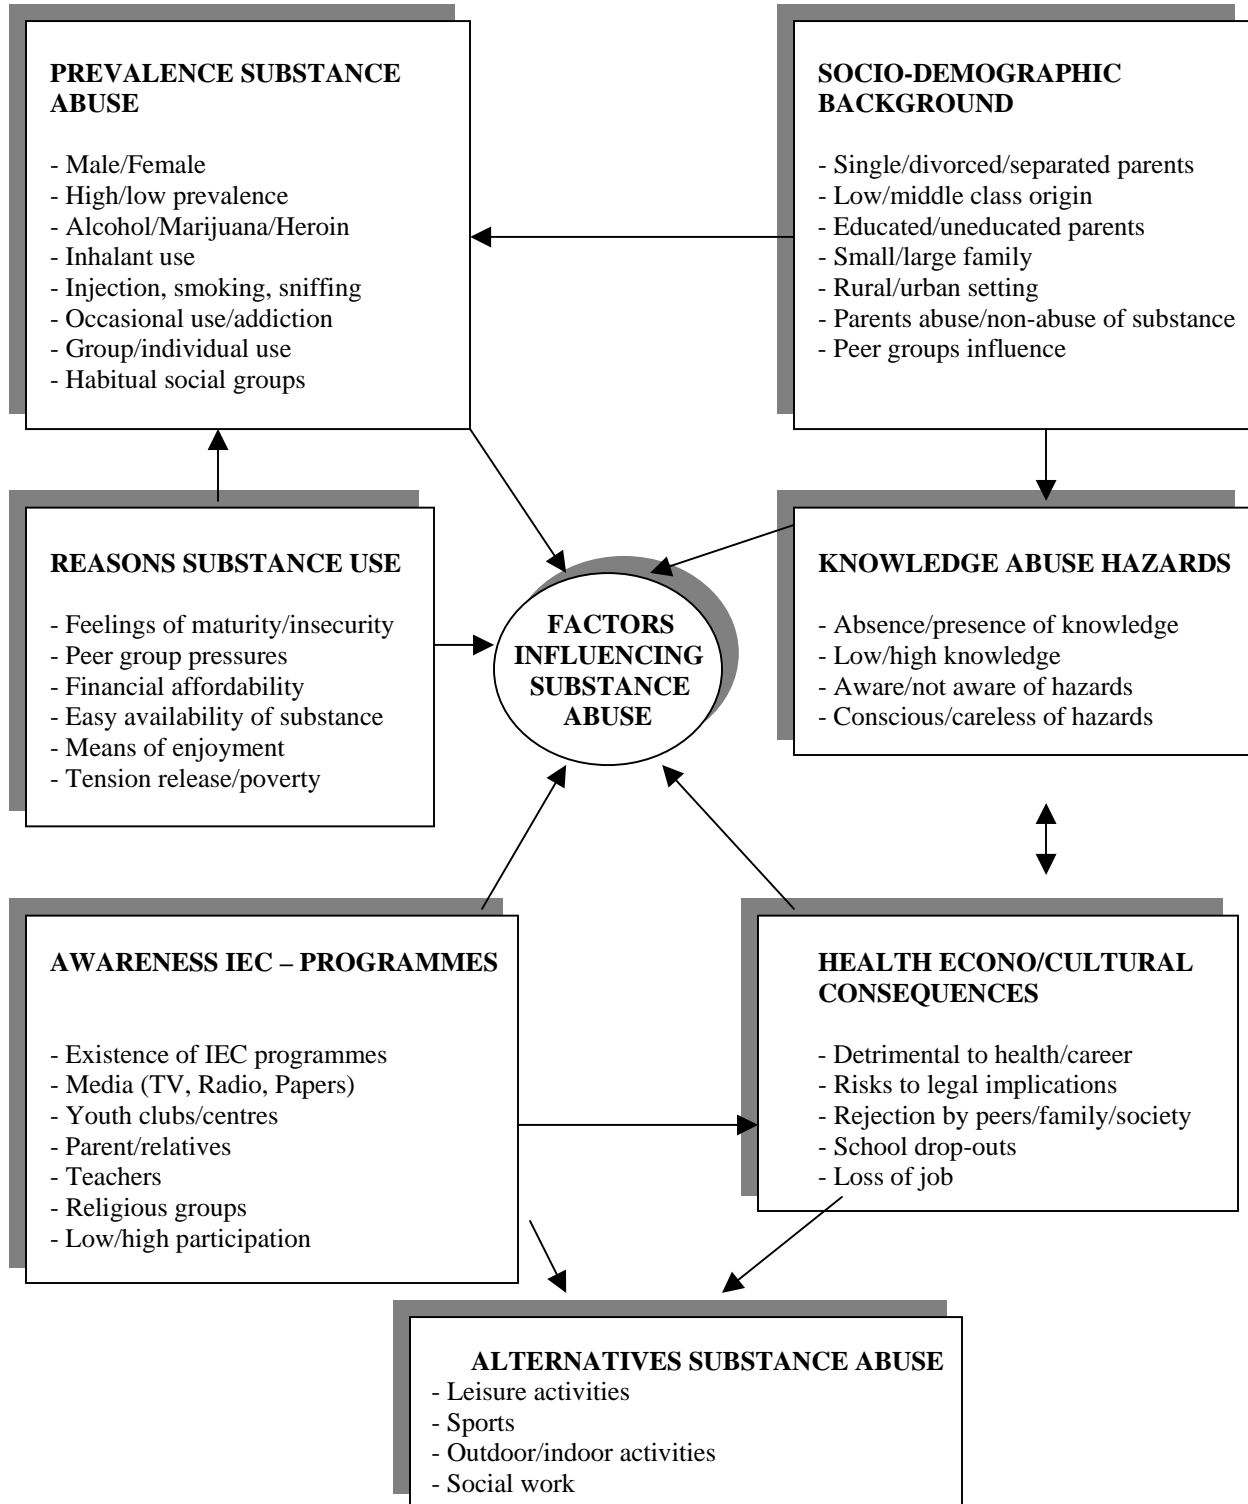 PREVALENCE SUBSTANCE
ABUSE
- Male/Female
- High/low prevalence
- Alcohol/Marijuana/Heroin
- Inhalant use
- Injection, smoking, sniffing
- Occasional use/addiction
- Group/individual use
- Habitual social groups
SOCIO-DEMOGRAPHIC
BACKGROUND
- Single/divorced/separated parents
- Low/middle class origin
- Educated/uneducated parents
- Small/large family
- Rural/urban setting
- Parents abuse/non-abuse of substance
- Peer groups influence
REASONS SUBSTANCE USE
- Feelings of maturity/insecurity
- Peer group pressures
- Financial affordability
- Easy availability of substance
- Means of enjoyment
- Tension release/poverty
FACTORS
INFLUENCING
SUBSTANCE
ABUSE
KNOWLEDGE ABUSE HAZARDS
- Absence/presence of knowledge
- Low/high knowledge
- Aware/not aware of hazards
- Conscious/careless of hazards
AWARENESS IEC – PROGRAMMES
- Existence of IEC programmes
- Media (TV, Radio, Papers)
- Youth clubs/centres
- Parent/relatives
- Teachers
- Religious groups
- Low/high participation
HEALTH ECONO/CULTURAL
CONSEQUENCES
- Detrimental to health/career
- Risks to legal implications
- Rejection by peers/family/society
- School drop-outs
- Loss of job
ALTERNATIVES SUBSTANCE ABUSE
- Leisure activities
- Sports
- Outdoor/indoor activities
- Social work